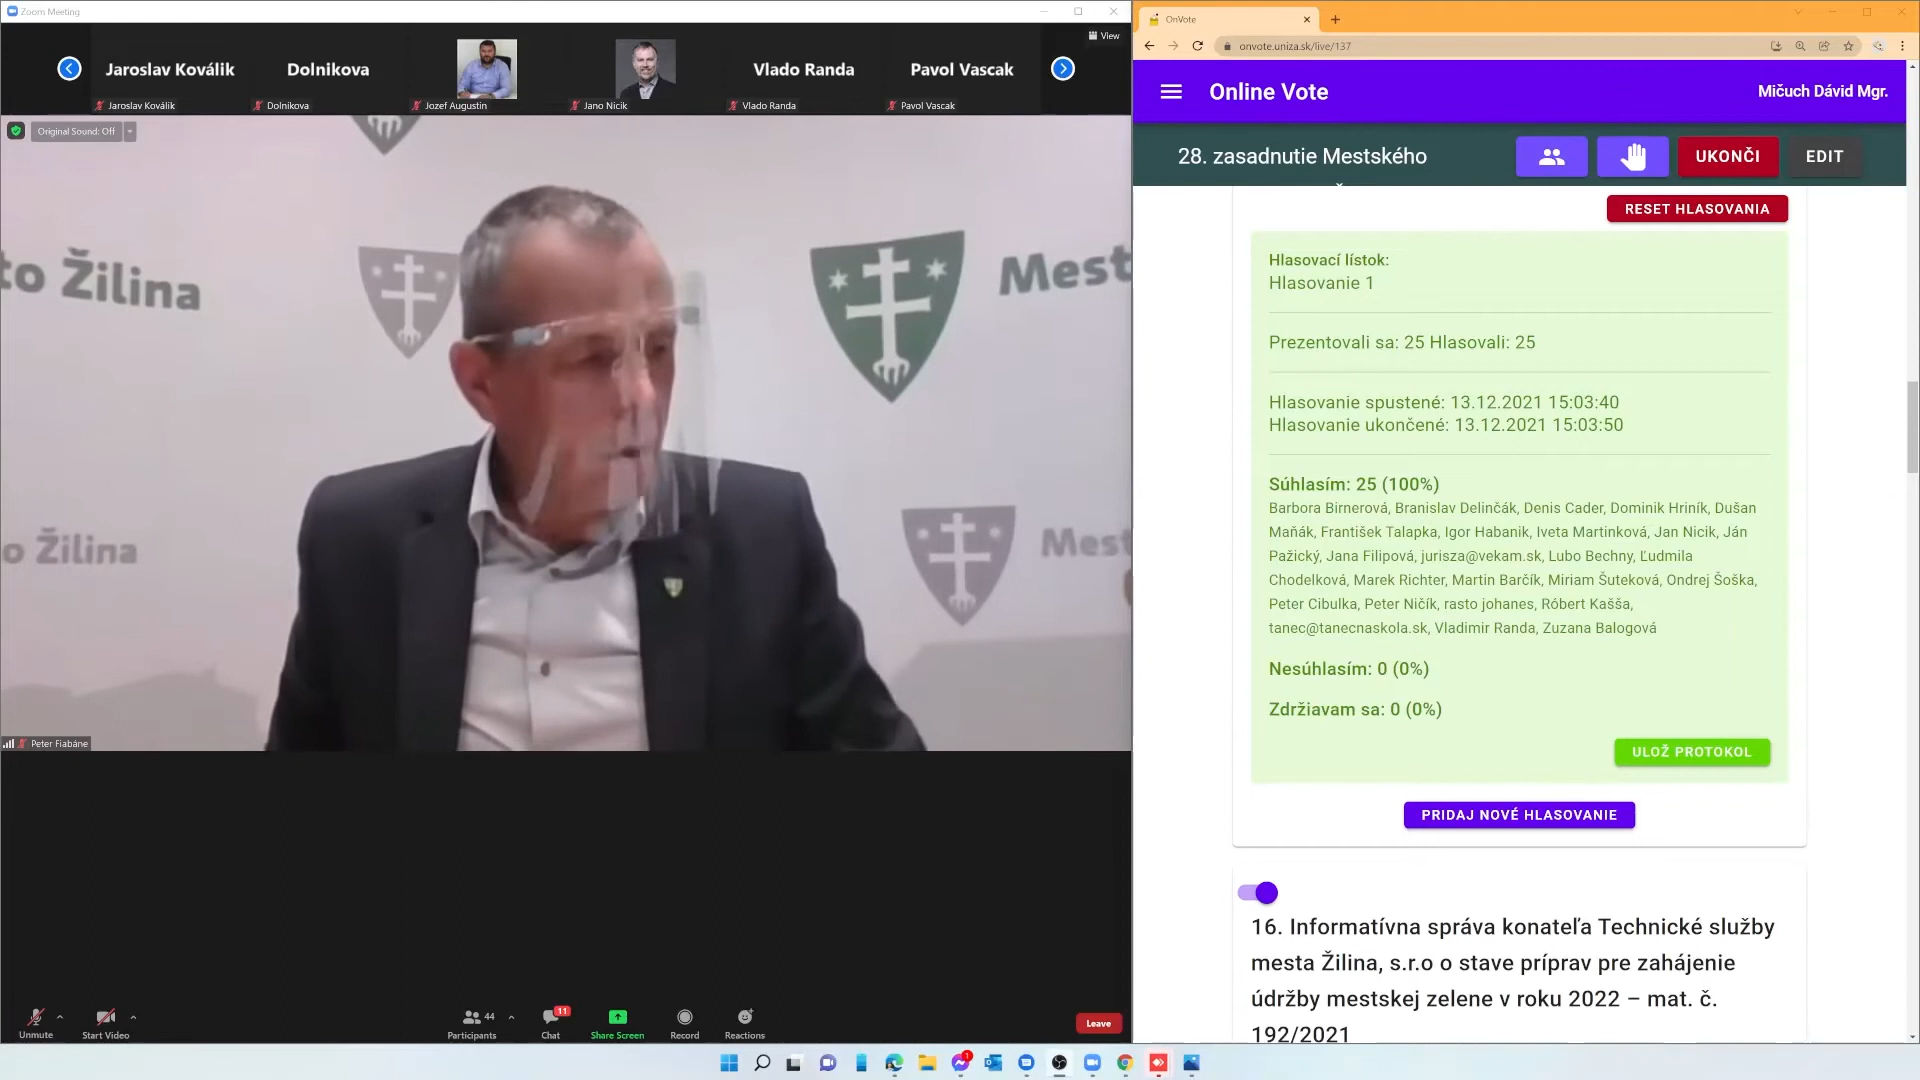 Zoom Meeting
View
Jaroslav Koválik
Dolnikova
Vlado Randa
Pavol Vascak
Jaroslav Koválik
Dolnikova
Jozef Augustin
Jano Nicik
Vlado Randa
Pavol Vascak
Original Sound: Off
to Žilina
Mest
o Žilina
Mest
Peter Fiabáne
Unmute
Start Video
44
Participants
11
Chat
Share Screen
Record
Reactions
Leave
OnVote
onvote.uniza.sk/live/137
Online Vote
Mičuch Dávid Mgr.
28. zasadnutie Mestského
UKONČI
EDIT
RESET HLASOVANIA
Hlasovací lístok:
Hlasovanie 1
Prezentovali sa: 25 Hlasovali: 25
Hlasovanie spustené: 13.12.2021 15:03:40
Hlasovanie ukončené: 13.12.2021 15:03:50
Súhlasím: 25 (100%)
Barbora Birnerová, Branislav Delinčák, Denis Cader, Dominik Hriník, Dušan
Maňák, František Talapka, Igor Habanik, Iveta Martinková, Jan Nicik, Ján
Pažický, Jana Filipová, jurisza@vekam.sk, Lubo Bechny, Ľudmila
Chodelková, Marek Richter, Martin Barčík, Miriam Šuteková, Ondrej Šoška,
Peter Cibulka, Peter Ničík, rasto johanes, Róbert Kašša,
tanec@tanecnaskola.sk, Vladimir Randa, Zuzana Balogová
Nesúhlasím: 0 (0%)
Zdržiavam sa: 0 (0%)
ULOŽ PROTOKOL
PRIDAJ NOVÉ HLASOVANIE
16. Informatívna správa konateľa Technické služby
mesta Žilina, s.r.o o stave príprav pre zahájenie
údržby mestskej zelene v roku 2022 – mat. č.
192/2021
1